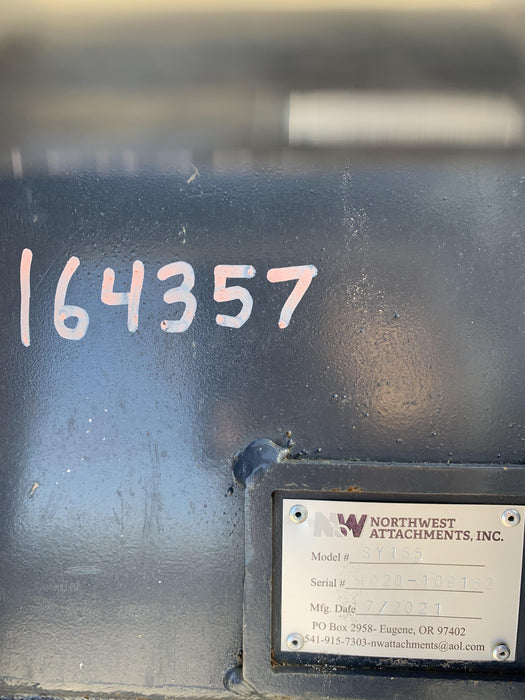 164357
NW NORTHWEST
ATTACHMENTS, INC.
Model # SY155
Serial #
Mfg. Date 7/2021
PO Box 2958- Eugene, OR 97402
541-915-7303-nwattachments@aol.com